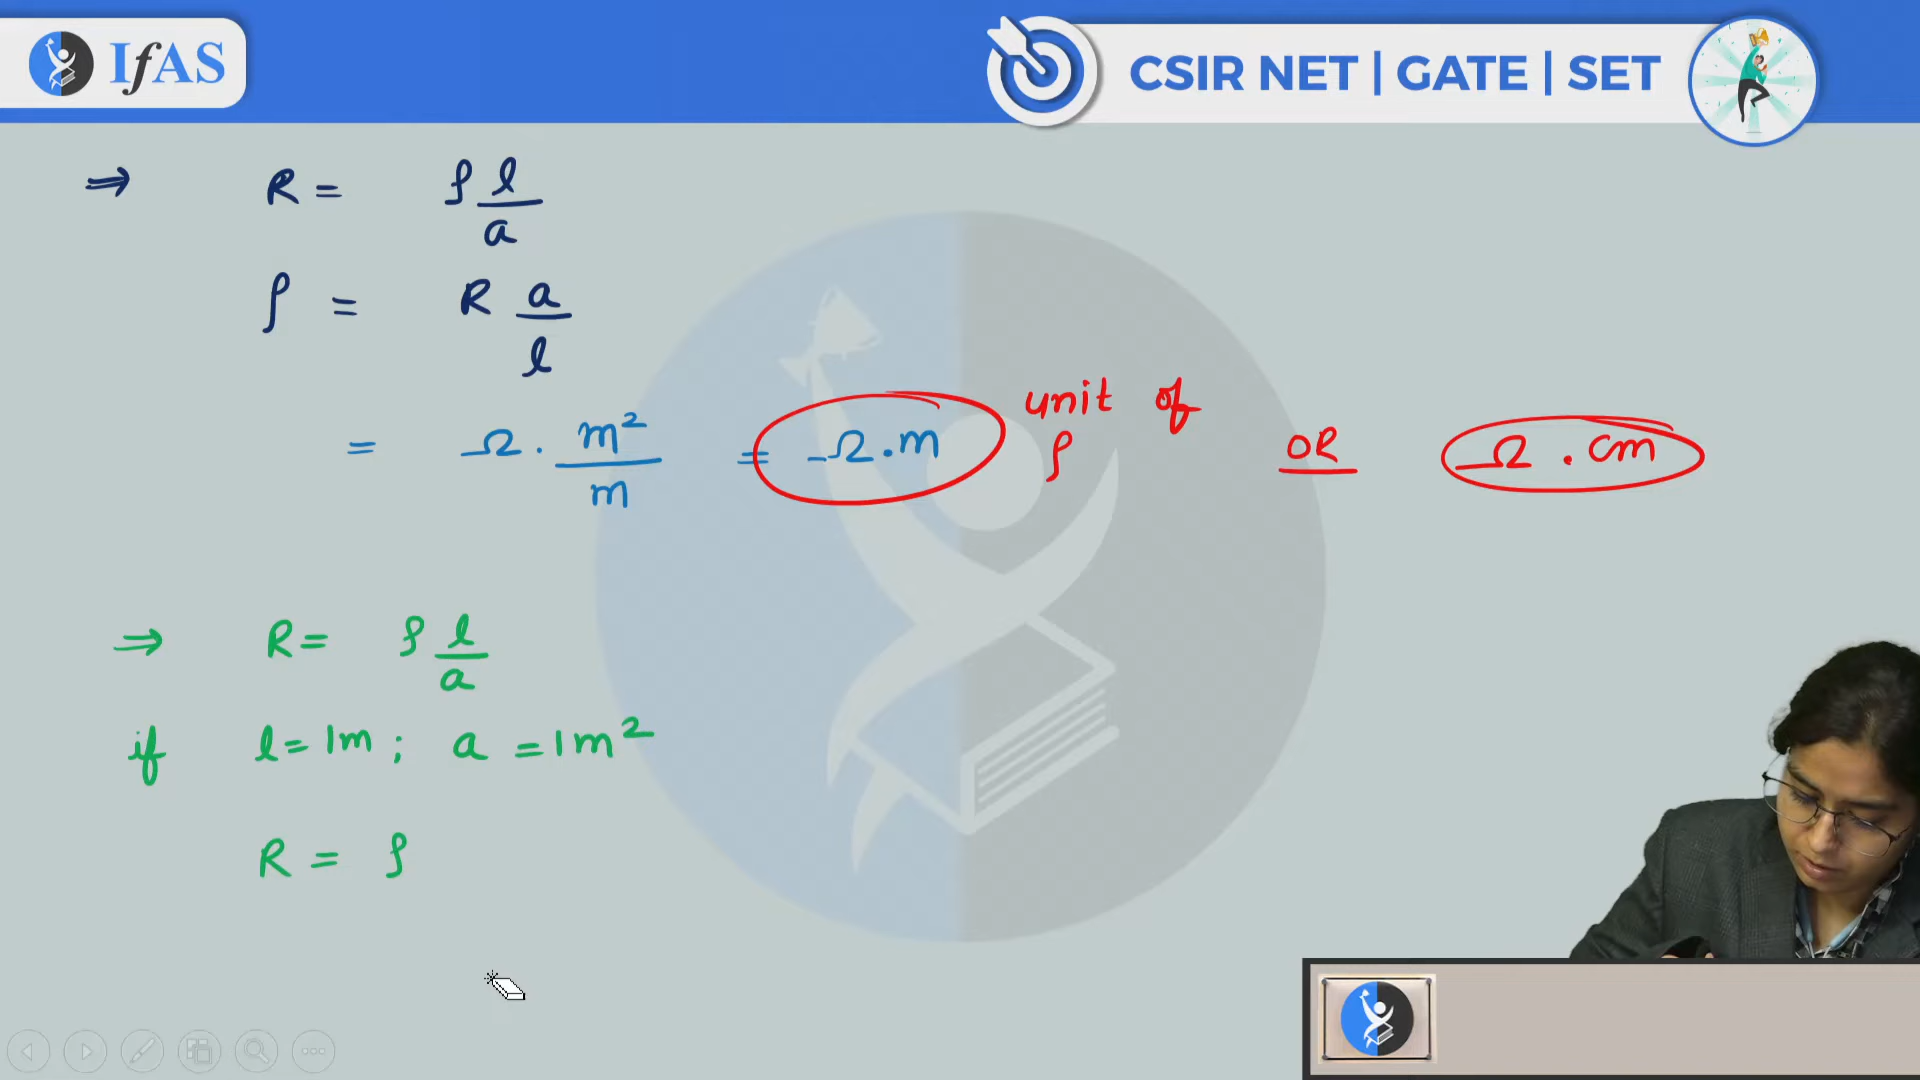 IfAS
CSIR NET | GATE | SET
⇒ R = ρ l/a
ρ = R a/l
= Ω · m²/m = Ω.m unit of ρ OR Ω . cm
⇒ R = ρ l/a
if l = 1m ; a = 1m²
R = ρ